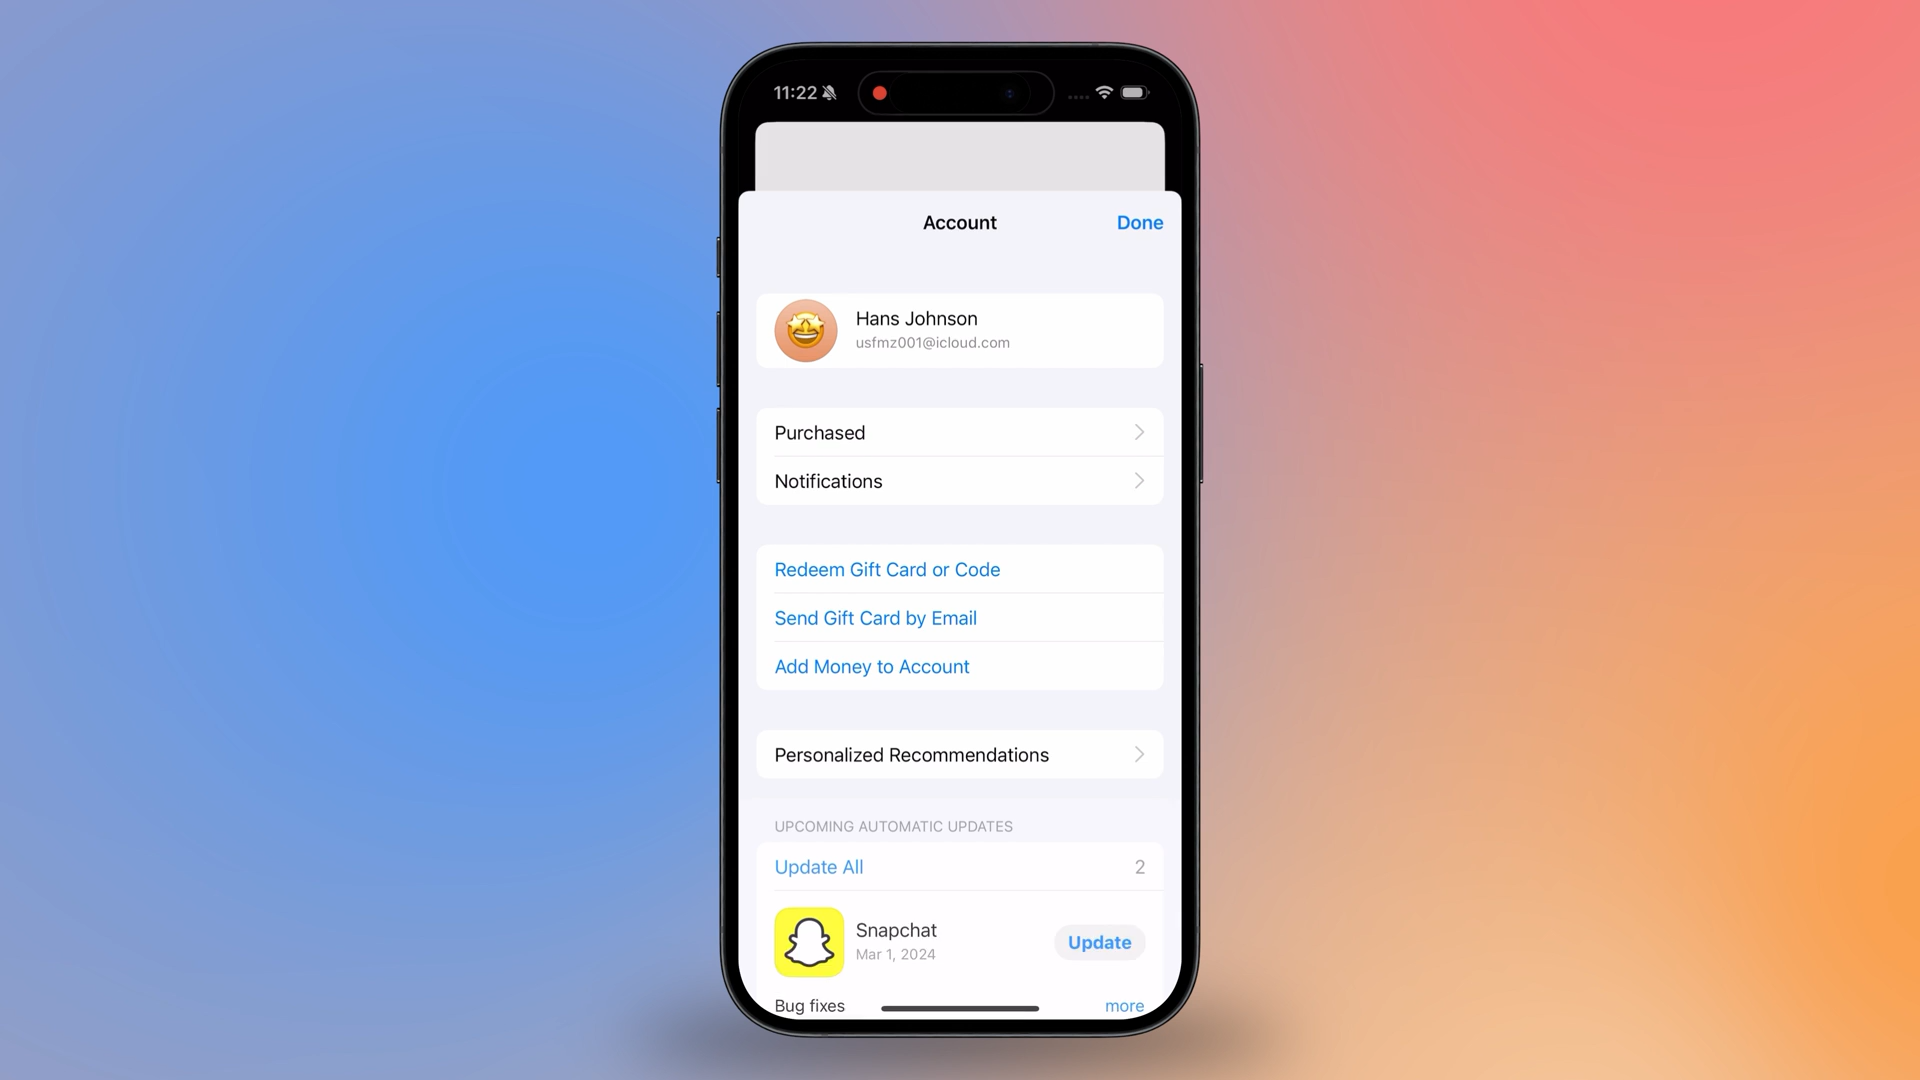 11:22
Account
Done
Hans Johnson
usfmz001@icloud.com
Purchased
Notifications
Redeem Gift Card or Code
Send Gift Card by Email
Add Money to Account
Personalized Recommendations
UPCOMING AUTOMATIC UPDATES
Update All 2
Snapchat
Mar 1, 2024
Update
Bug fixes
more